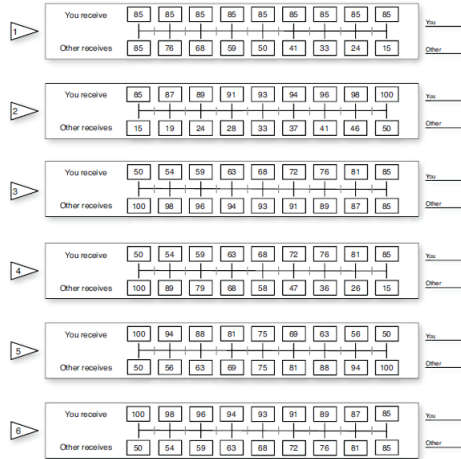 You receive 85 85 85 85 85 85 85 85 85
You
1
Other receives 85 76 68 59 50 41 33 24 15
Other
You receive 85 87 89 91 93 94 96 98 100
You
2
Other receives 15 19 24 28 33 37 41 46 50
Other
You receive 50 54 59 63 68 72 76 81 85
You
3
Other receives 100 98 96 94 93 91 89 87 85
Other
You receive 50 54 59 63 68 72 76 81 85
You
4
Other receives 100 89 79 68 58 47 36 26 15
Other
You receive 100 94 88 81 75 69 63 56 50
You
5
Other receives 50 56 63 69 75 81 88 94 100
Other
You receive 100 98 96 94 93 91 89 87 85
You
6
Other receives 50 54 59 63 68 72 76 81 85
Other